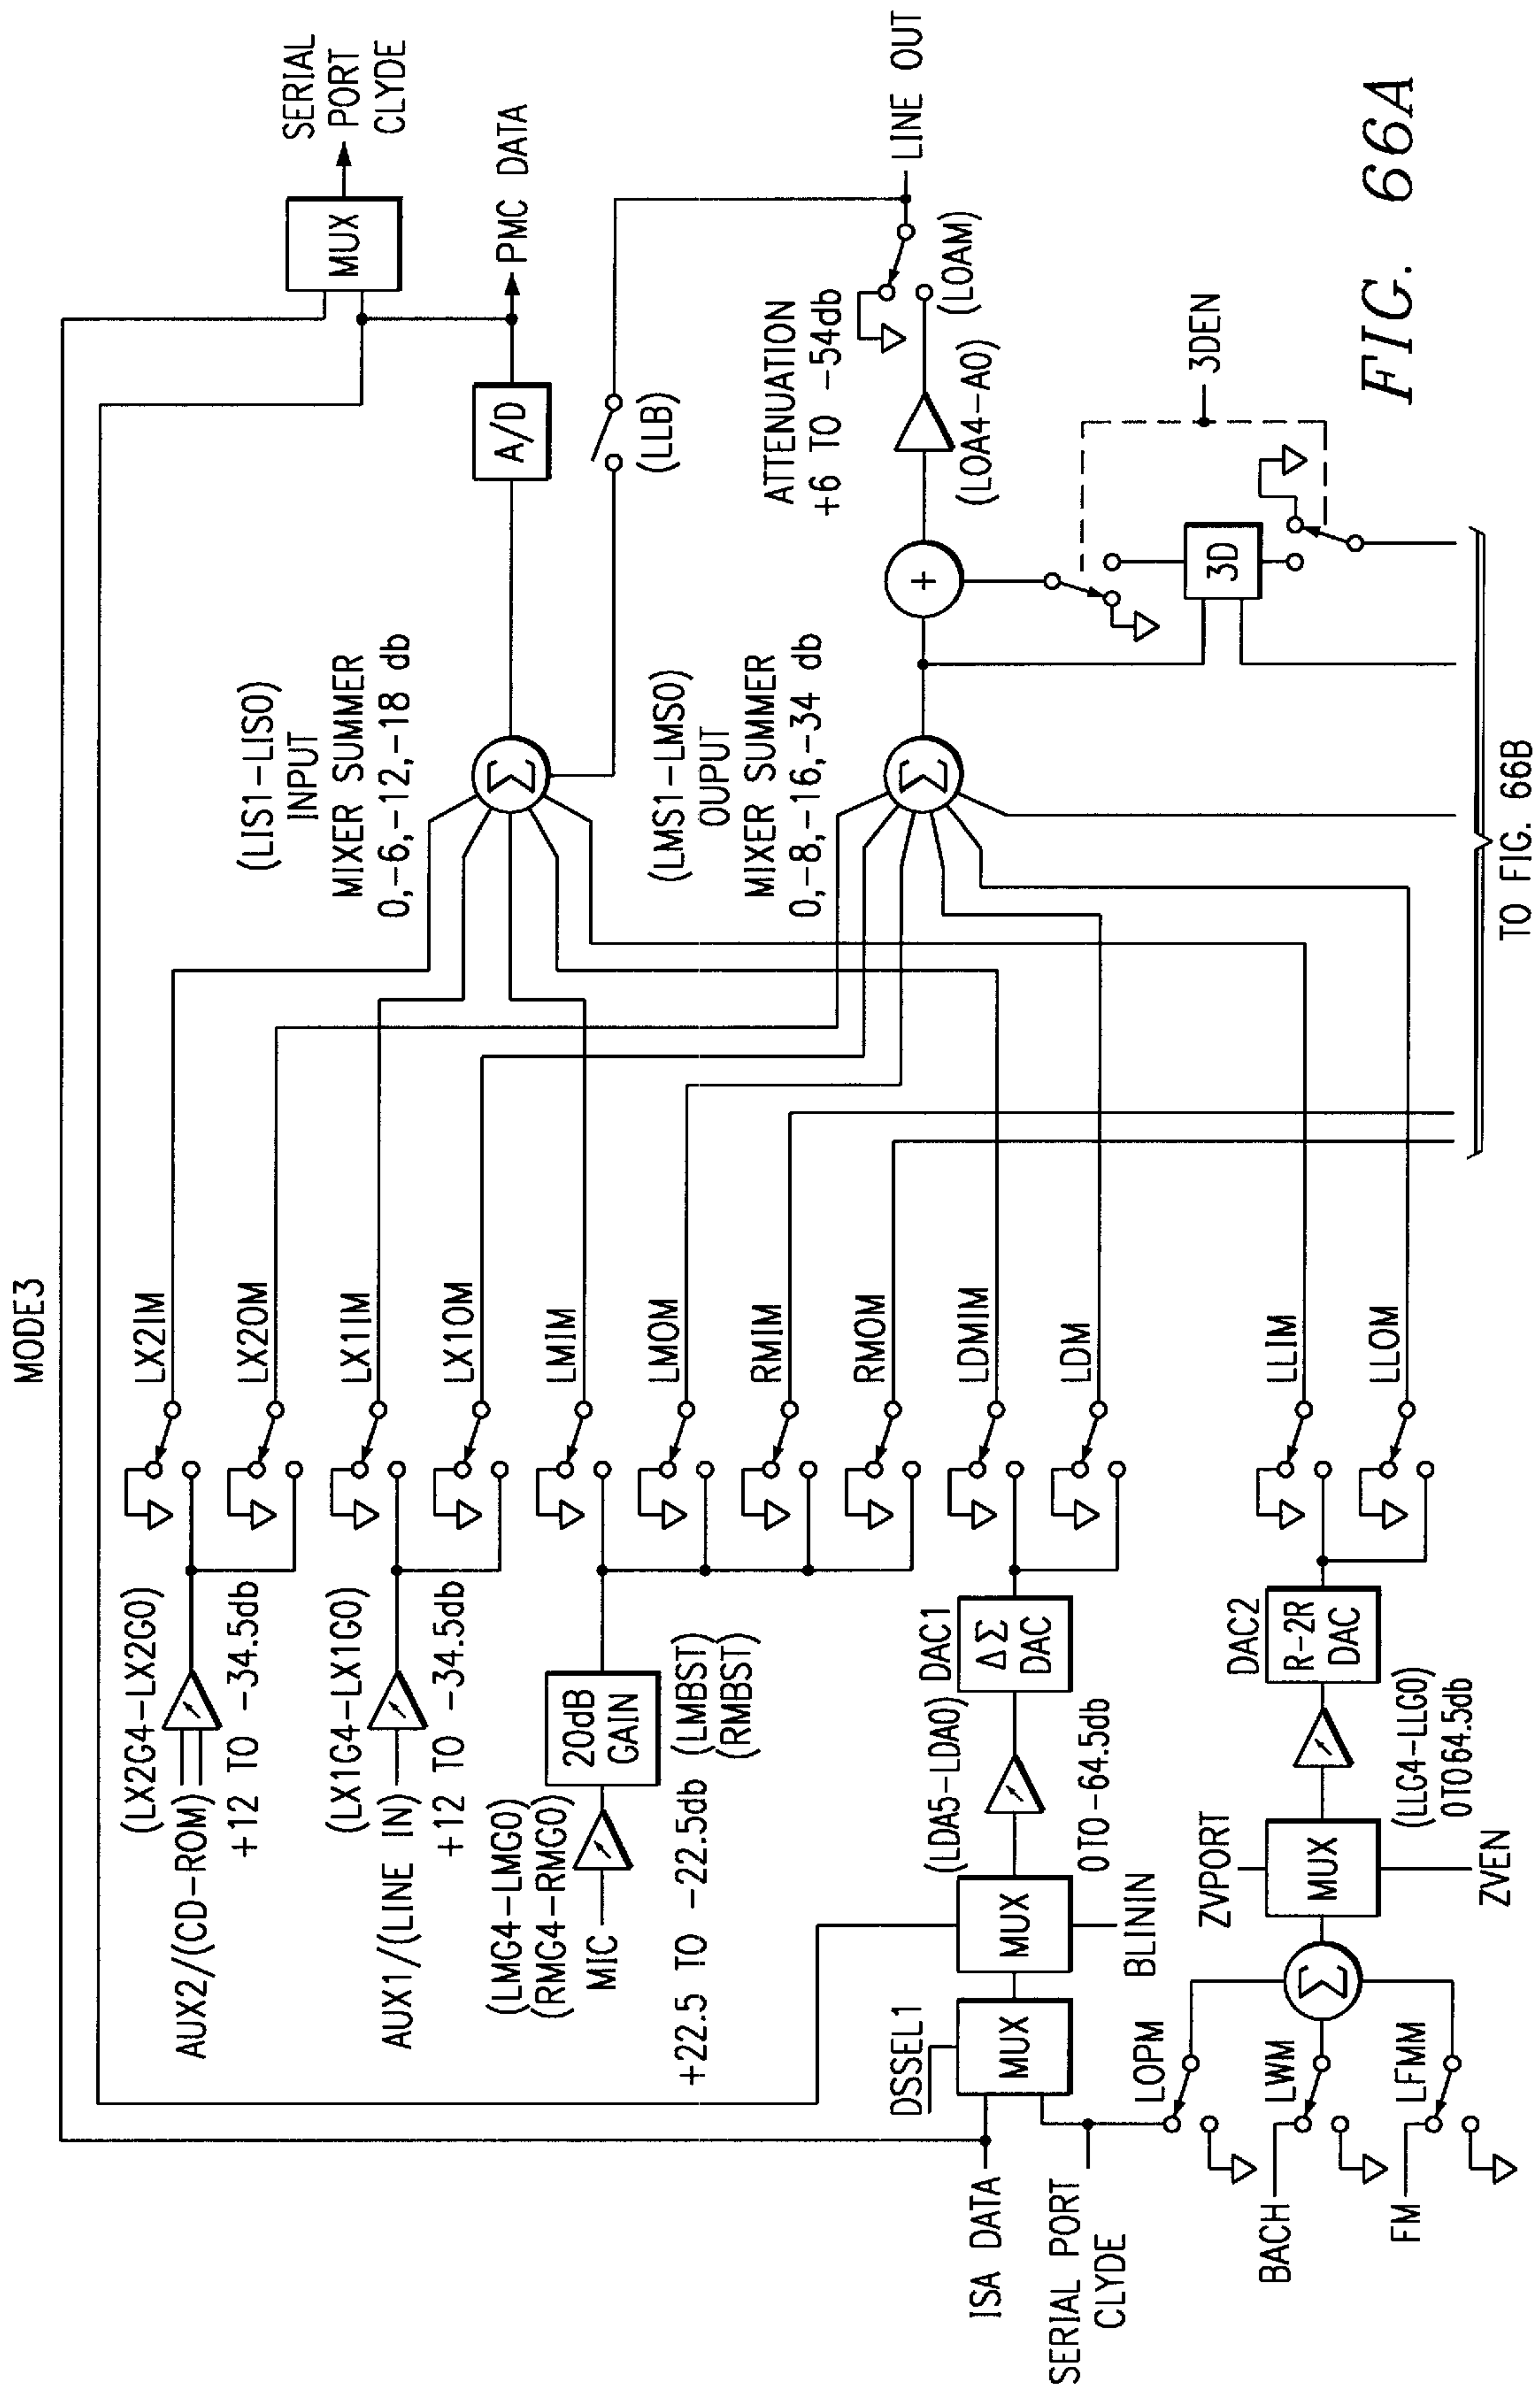 MODE3
SERIAL
PORT
CLYDE
MUX
PMC DATA
A/D
(LLB)
(LIS1-LIS0)
INPUT
MIXER SUMMER
0,-6,-12,-18 db
Σ
(LMS1-LMS0)
OUPUT
MIXER SUMMER
0,-8,-16,-34 db
Σ
+
ATTENUATION
+6 TO -54db
(LOA4-A0)
(LOAM)
LINE OUT
3DEN
3D
LX2IM
LX2OM
LX1IM
LX1OM
LMIM
LMOM
RMIM
RMOM
LDMIM
LDM
LLIM
LLOM
(LX2G4-LX2G0)
AUX2/(CD-ROM)
+12 TO -34.5db
(LX1G4-LX1G0)
AUX1/(LINE IN)
+12 TO -34.5db
(LMG4-LMG0)
(RMG4-RMG0)
MIC
+22.5 TO -22.5db
20dB
GAIN
(LMBST)
(RMBST)
DSSEL1
MUX
MUX
BLININ
(LDA5-LDA0)
0 TO -64.5db
DAC1
ΔΣ
DAC
ISA DATA
SERIAL PORT
CLYDE
LOPM
LWM
LFMM
BACH
FM
Σ
ZVPORT
MUX
ZVEN
(LLG4-LLG0)
0 TO 64.5db
DAC2
R-2R
DAC
TO FIG. 66B
FIG. 66A